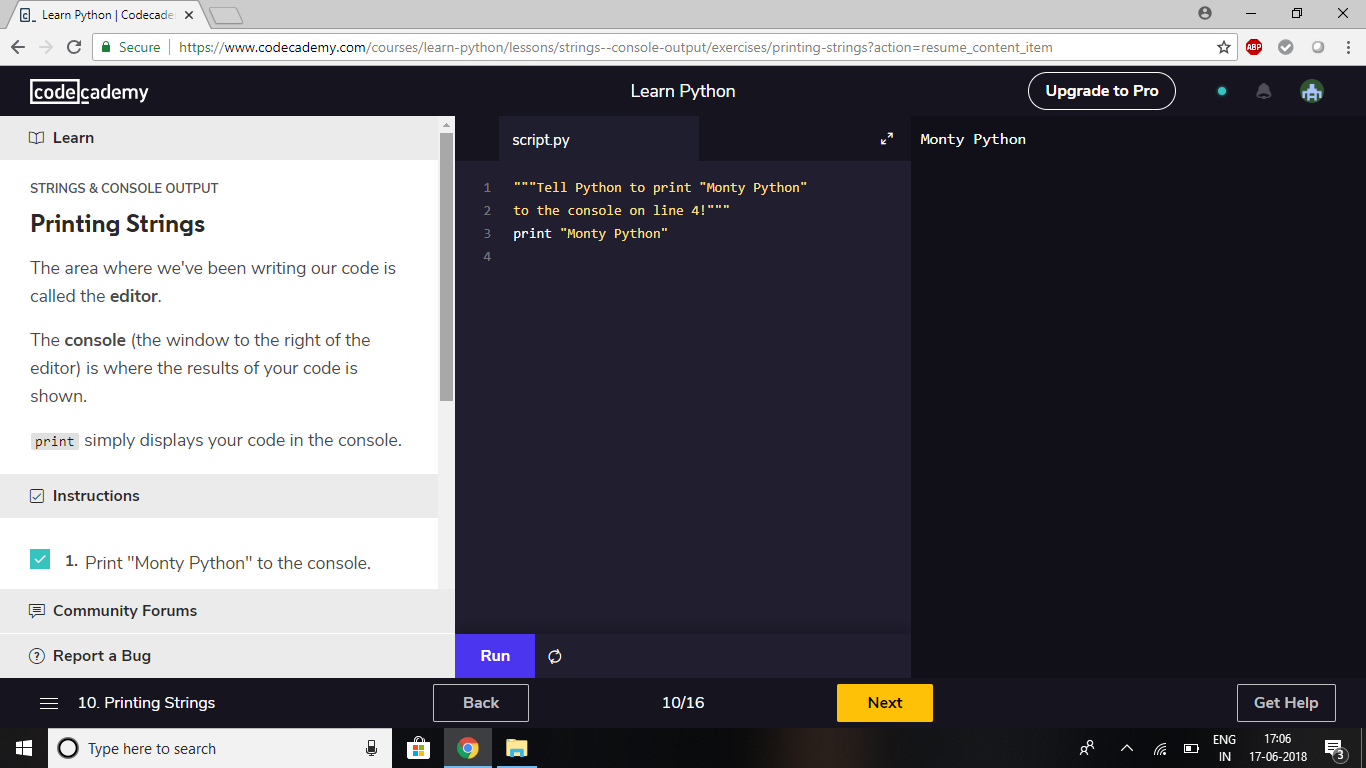 Learn Python | Codecade
Secure
https://www.codecademy.com/courses/learn-python/lessons/strings--console-output/exercises/printing-strings?action=resume_content_item
ABP
codecademy
Learn Python
Upgrade to Pro
Learn
STRINGS & CONSOLE OUTPUT
Printing Strings
The area where we've been writing our code is
called the editor.
The console (the window to the right of the
editor) is where the results of your code is
shown.
print simply displays your code in the console.
Instructions
1. Print "Monty Python" to the console.
Community Forums
Report a Bug
script.py
1 """Tell Python to print "Monty Python"
2 to the console on line 4!"""
3 print "Monty Python"
4
Run
Monty Python
10. Printing Strings
Back
10/16
Next
Get Help
Type here to search
ENG
IN
17:06
17-06-2018
3